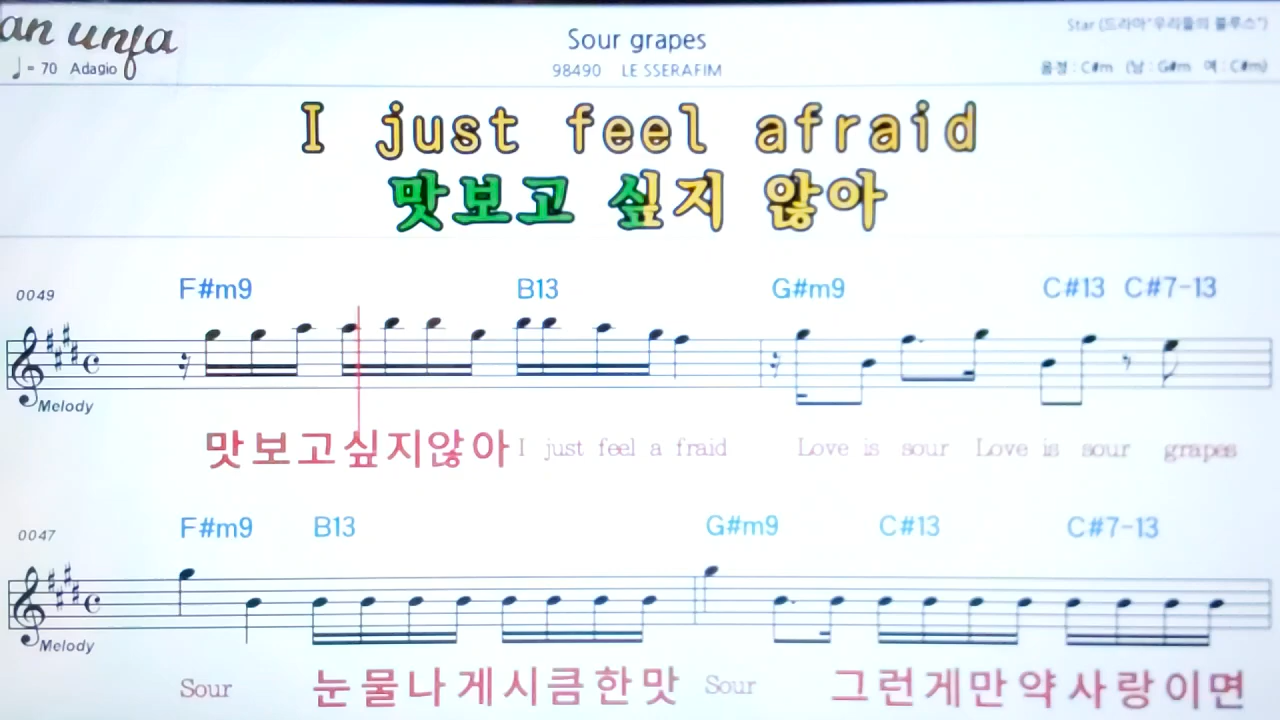 an unfa
Sour grapes
Star (드라마"우리들의 블루스")
♩= 70 Adagio
98490 LE SSERAFIM
음정 : C#m (남 : G#m 여 : C#m)
I just feel afraid
맛보고 싶지 않아
0049 F#m9 B13 G#m9 C#13 C#7-13
Melody
맛보고싶지않아 I just feel a fraid Love is sour Love is sour grapes
0047 F#m9 B13 G#m9 C#13 C#7-13
Melody
Sour 눈물나게시큼한맛 Sour 그런게만약사랑이면